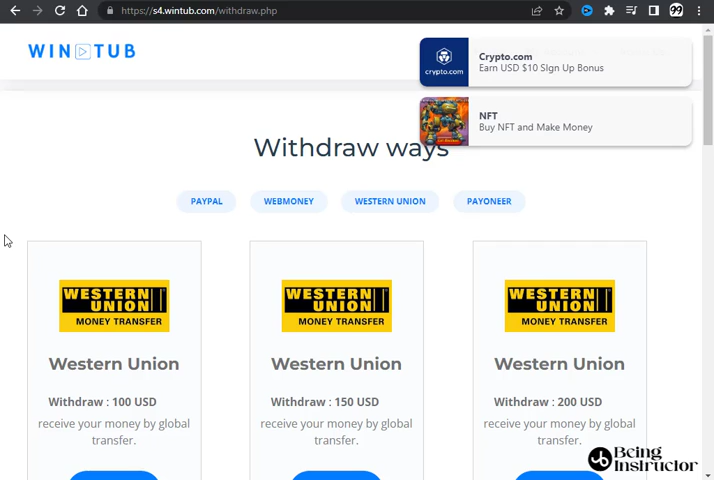 https://s4.wintub.com/withdraw.php
99
WIN TUB
crypto.com
Crypto.com
Earn USD $10 SIgn Up Bonus
NFT
Buy NFT and Make Money
Withdraw ways
PAYPAL
WEBMONEY
WESTERN UNION
PAYONEER
WESTERN
UNION
MONEY TRANSFER
Western Union
Withdraw : 100 USD
receive your money by global
transfer.
WESTERN
UNION
MONEY TRANSFER
Western Union
Withdraw : 150 USD
receive your money by global
transfer.
WESTERN
UNION
MONEY TRANSFER
Western Union
Withdraw : 200 USD
receive your money by global
transfer.
Being
Instructor